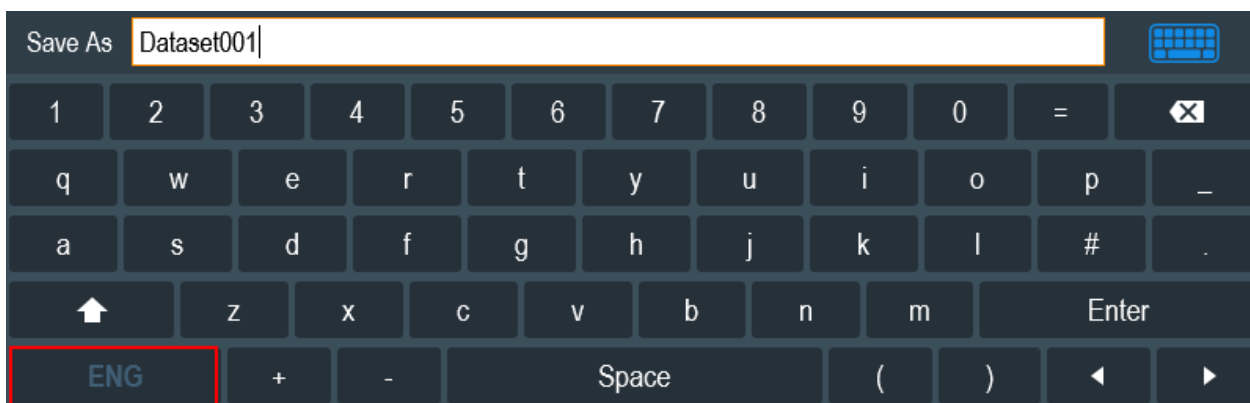 Save As Dataset001
1 2 3 4 5 6 7 8 9 0 =
q w e r t y u i o p _
a s d f g h j k l # .
z x c v b n m Enter
ENG + - Space ( )